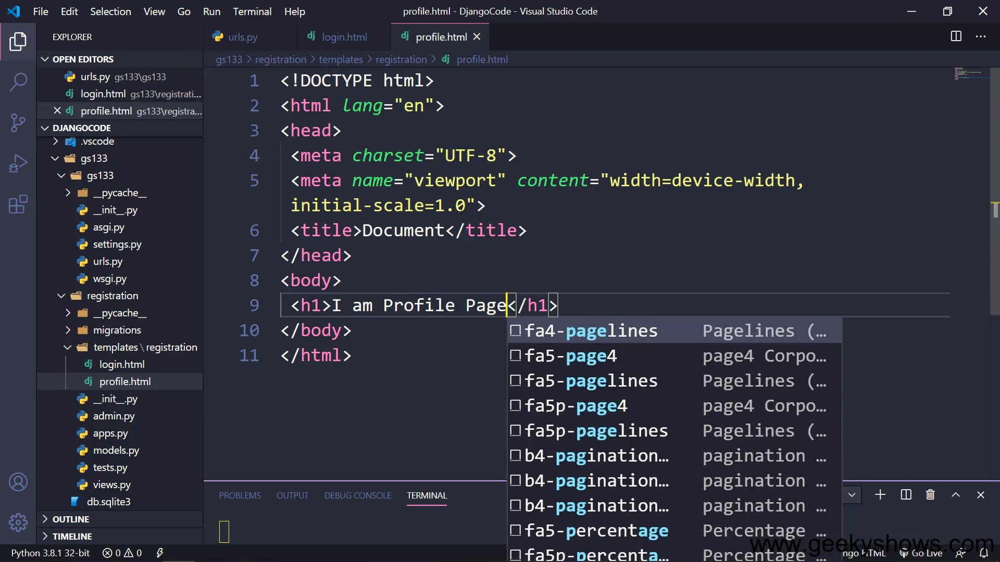 File Edit Selection View Go Run Terminal Help
profile.html - DjangoCode - Visual Studio Code
EXPLORER
OPEN EDITORS
urls.py gs133\gs133
login.html gs133\registrati...
profile.html gs133\registra...
DJANGOCODE
.vscode
gs133
gs133
__pycache__
__init__.py
asgi.py
settings.py
urls.py
wsgi.py
registration
__pycache__
migrations
templates \ registration
login.html
profile.html
__init__.py
admin.py
apps.py
models.py
tests.py
views.py
db.sqlite3
OUTLINE
TIMELINE
urls.py login.html profile.html
gs133 > registration > templates > registration > profile.html
1 <!DOCTYPE html>
2 <html lang="en">
3 <head>
4 <meta charset="UTF-8">
5 <meta name="viewport" content="width=device-width,
initial-scale=1.0">
6 <title>Document</title>
7 </head>
8 <body>
9 <h1>I am Profile Page</h1>
10 </body>
11 </html>
fa4-pagelines Pagelines (…
fa5-page4 page4 Corpo…
fa5-pagelines Pagelines (…
fa5p-page4 page4 Corpo…
fa5p-pagelines Pagelines (…
b4-pagination… pagination …
b4-pagination… pagination …
b4-pagination… pagination …
fa5-percentage Percentage …
fa5p-percenta… Percentage …
PROBLEMS OUTPUT DEBUG CONSOLE TERMINAL
www.geekyshows.com
Python 3.8.1 32-bit 0 0
ngo HTML Go Live